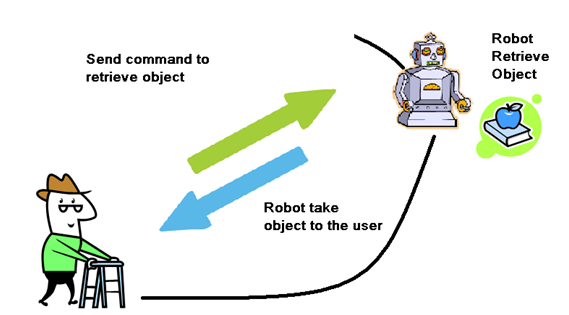 Send command to
retrieve object
Robot
Retrieve
Object
Robot take
object to the user